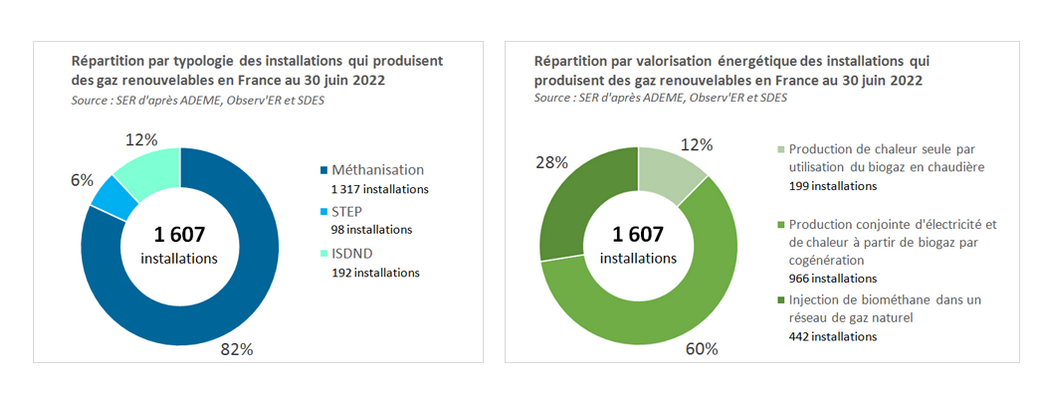 Répartition par typologie des installations qui produisent
des gaz renouvelables en France au 30 juin 2022
Source : SER d'après ADEME, Observ'ER et SDES
12%
6%
82%
1 607
installations
Méthanisation
1 317 installations
STEP
98 installations
ISDND
192 installations
Répartition par valorisation énergétique des installations qui
produisent des gaz renouvelables en France au 30 juin 2022
Source : SER d'après ADEME, Observ'ER et SDES
12%
28%
60%
1 607
installations
Production de chaleur seule par
utilisation du biogaz en chaudière
199 installations
Production conjointe d'électricité et
de chaleur à partir de biogaz par
cogénération
966 installations
Injection de biométhane dans un
réseau de gaz naturel
442 installations